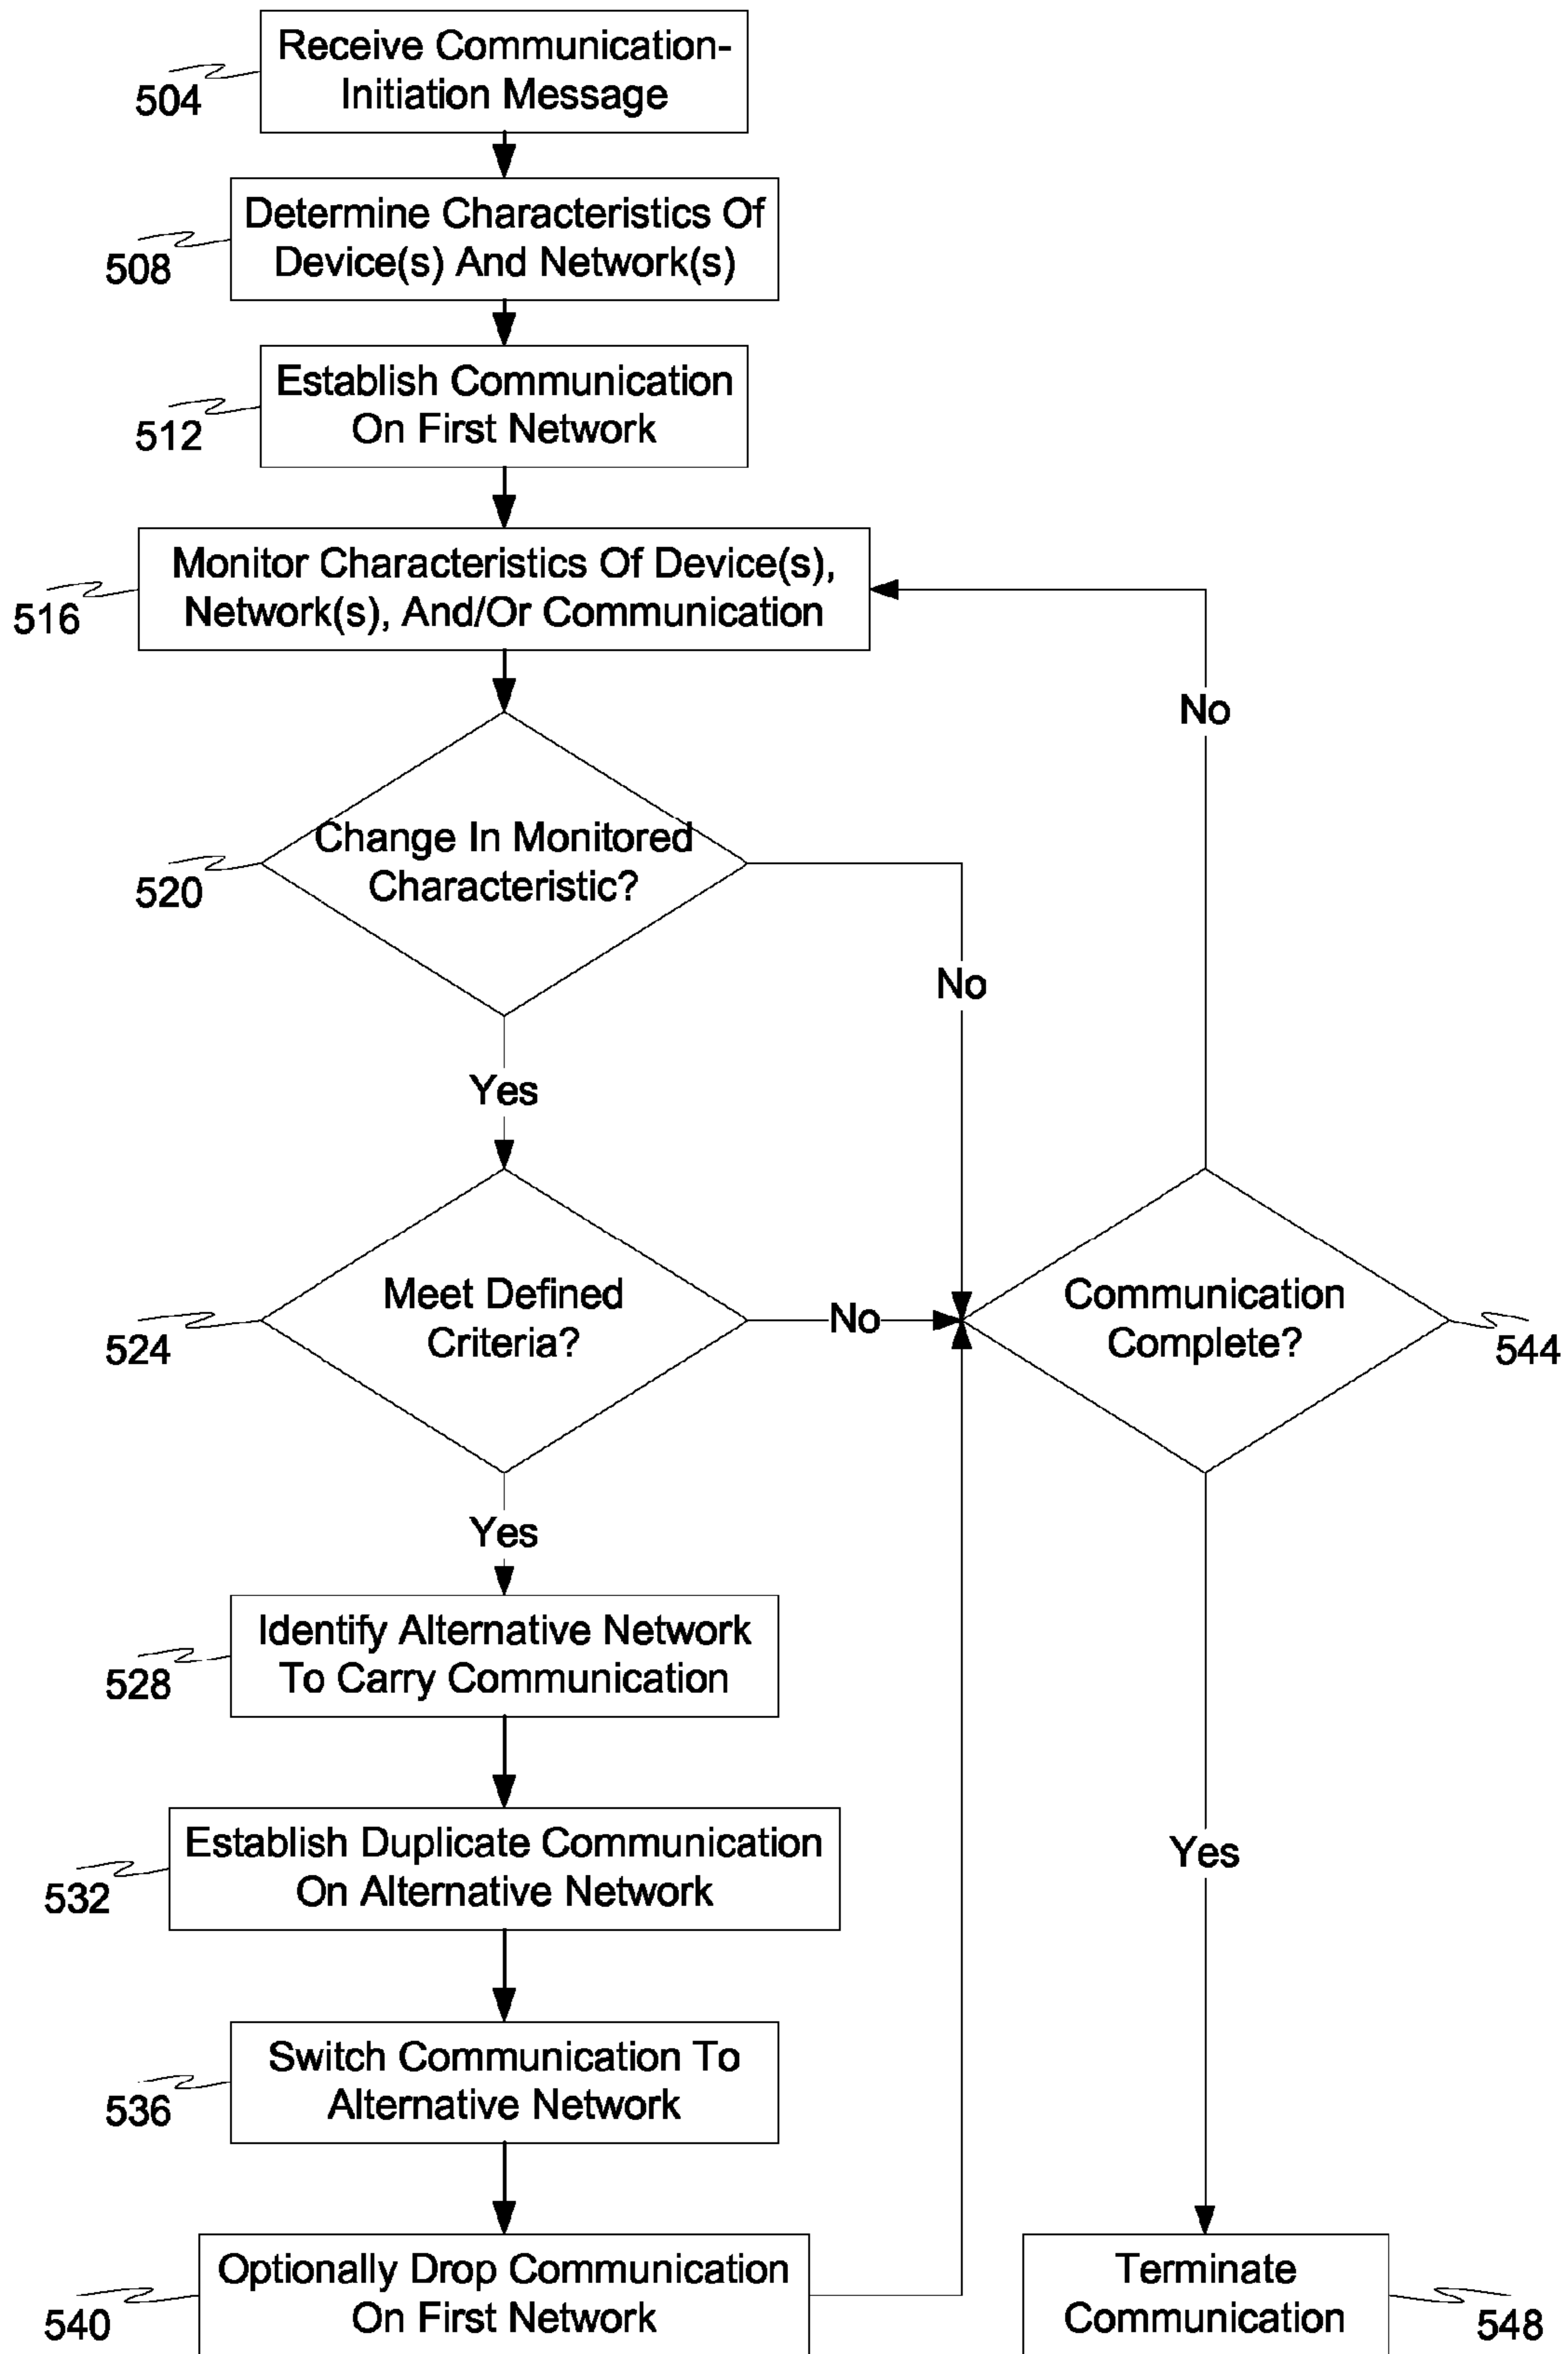 Receive Communication-
Initiation Message
504
Determine Characteristics Of
Device(s) And Network(s)
508
Establish Communication
On First Network
512
Monitor Characteristics Of Device(s),
Network(s), And/Or Communication
516
No
Change In Monitored
Characteristic?
520
No
Yes
Meet Defined
Criteria?
524
No
Communication
Complete?
544
Yes
Identify Alternative Network
To Carry Communication
528
Establish Duplicate Communication
On Alternative Network
532
Yes
Switch Communication To
Alternative Network
536
Optionally Drop Communication
On First Network
540
Terminate
Communication
548